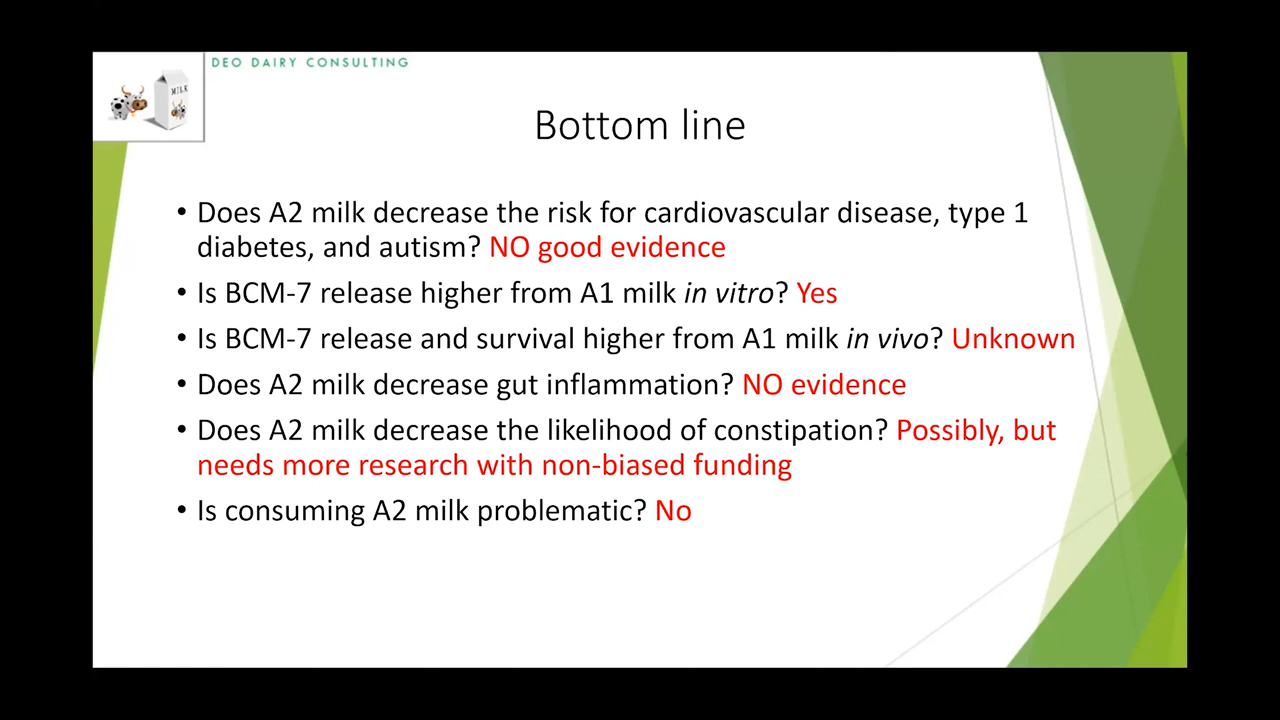 DEO DAIRY CONSULTING
MILK
Bottom line
• Does A2 milk decrease the risk for cardiovascular disease, type 1
diabetes, and autism? NO good evidence
• Is BCM-7 release higher from A1 milk in vitro? Yes
• Is BCM-7 release and survival higher from A1 milk in vivo? Unknown
• Does A2 milk decrease gut inflammation? NO evidence
• Does A2 milk decrease the likelihood of constipation? Possibly, but
needs more research with non-biased funding
• Is consuming A2 milk problematic? No